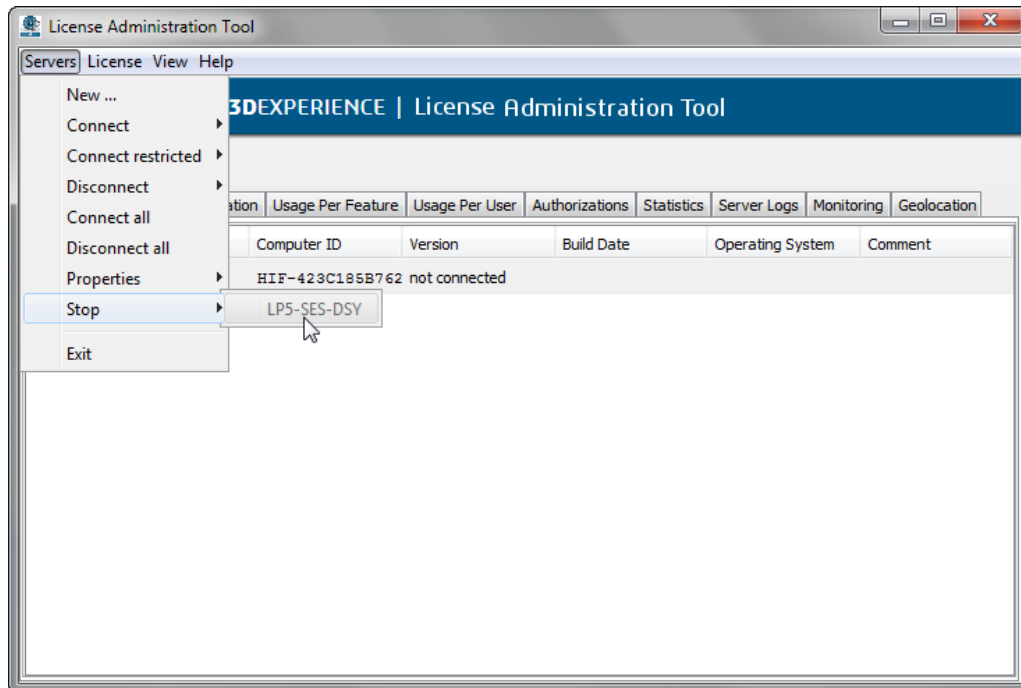 License Administration Tool
Servers License View Help
New ...
3DEXPERIENCE | License Administration Tool
Connect
Connect restricted
Disconnect
ation Usage Per Feature Usage Per User Authorizations Statistics Server Logs Monitoring Geolocation
Connect all
Disconnect all
Computer ID Version Build Date Operating System Comment
Properties
HIF-423C185B762 not connected
Stop
LP5-SES-DSY
Exit